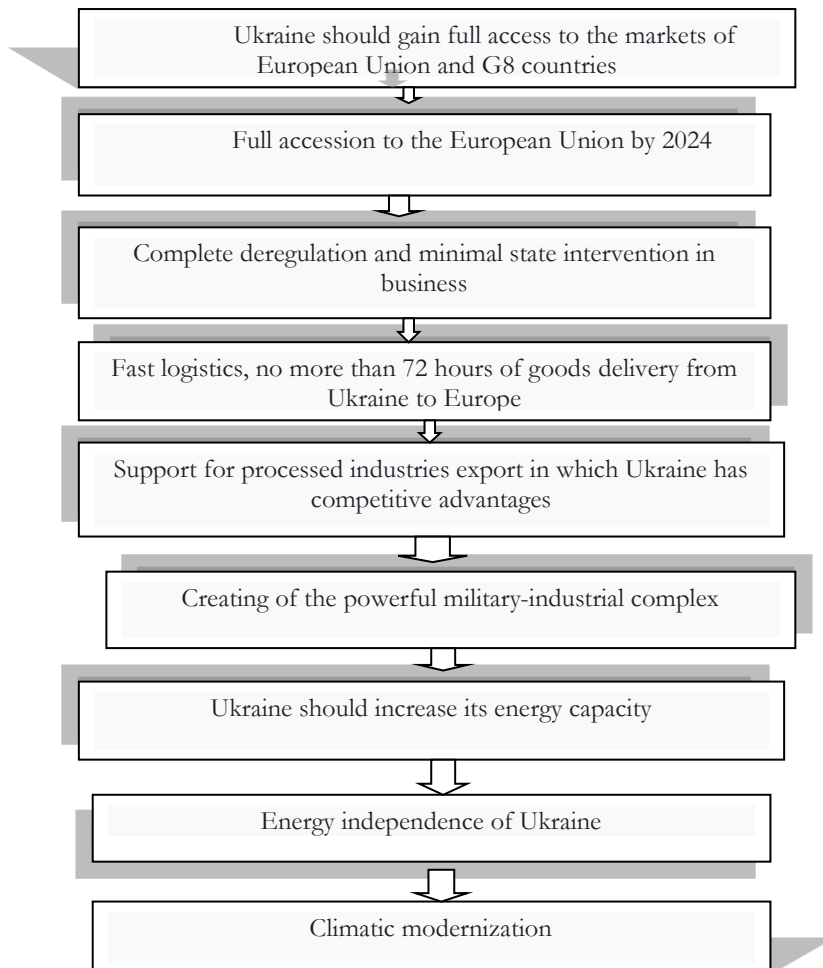 Ukraine should gain full access to the markets of
European Union and G8 countries
Full accession to the European Union by 2024
Complete deregulation and minimal state intervention in
business
Fast logistics, no more than 72 hours of goods delivery from
Ukraine to Europe
Support for processed industries export in which Ukraine has
competitive advantages
Creating of the powerful military-industrial complex
Ukraine should increase its energy capacity
Energy independence of Ukraine
Climatic modernization